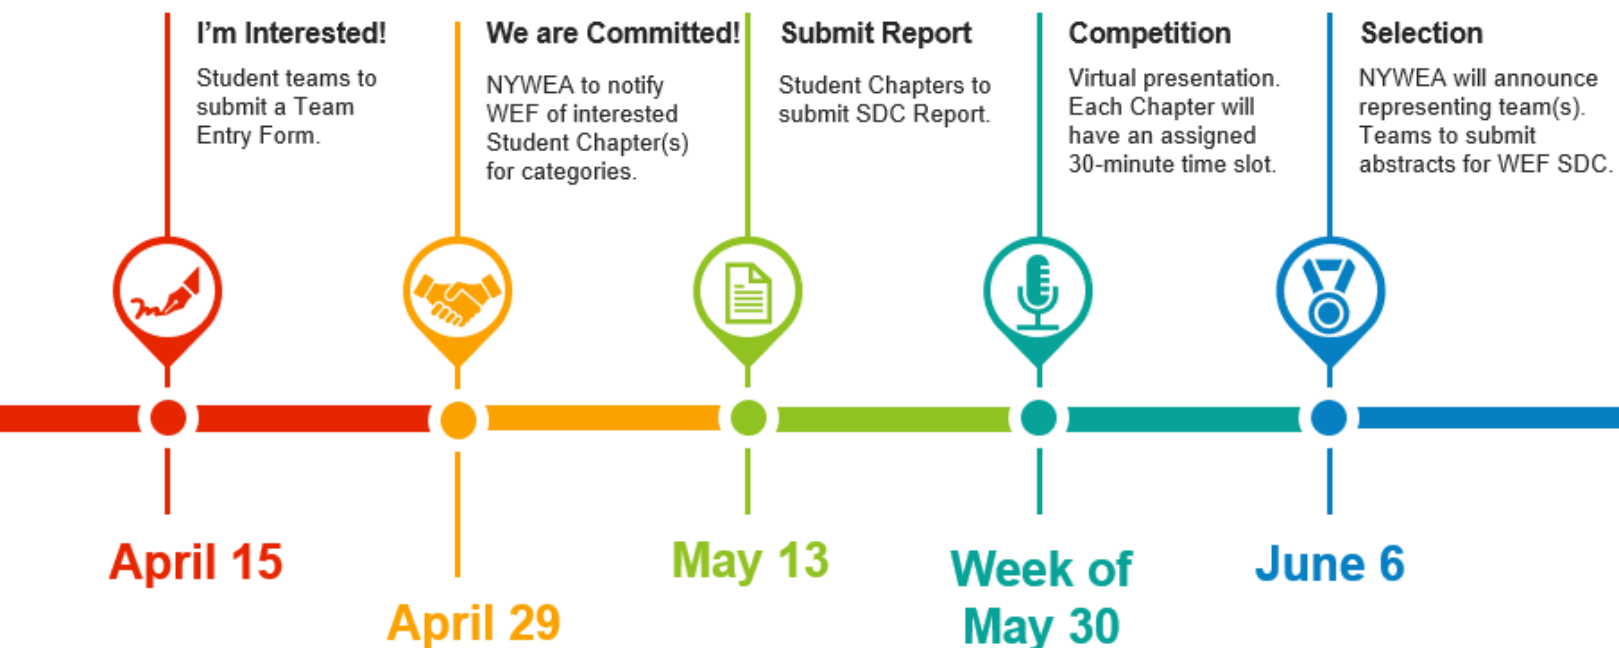 I'm Interested!
Student teams to
submit a Team
Entry Form.
We are Committed!
NYWEA to notify
WEF of interested
Student Chapter(s)
for categories.
Submit Report
Student Chapters to
submit SDC Report.
Competition
Virtual presentation.
Each Chapter will
have an assigned
30-minute time slot.
Selection
NYWEA will announce
representing team(s).
Teams to submit
abstracts for WEF SDC.
April 15
April 29
May 13
Week of
May 30
June 6